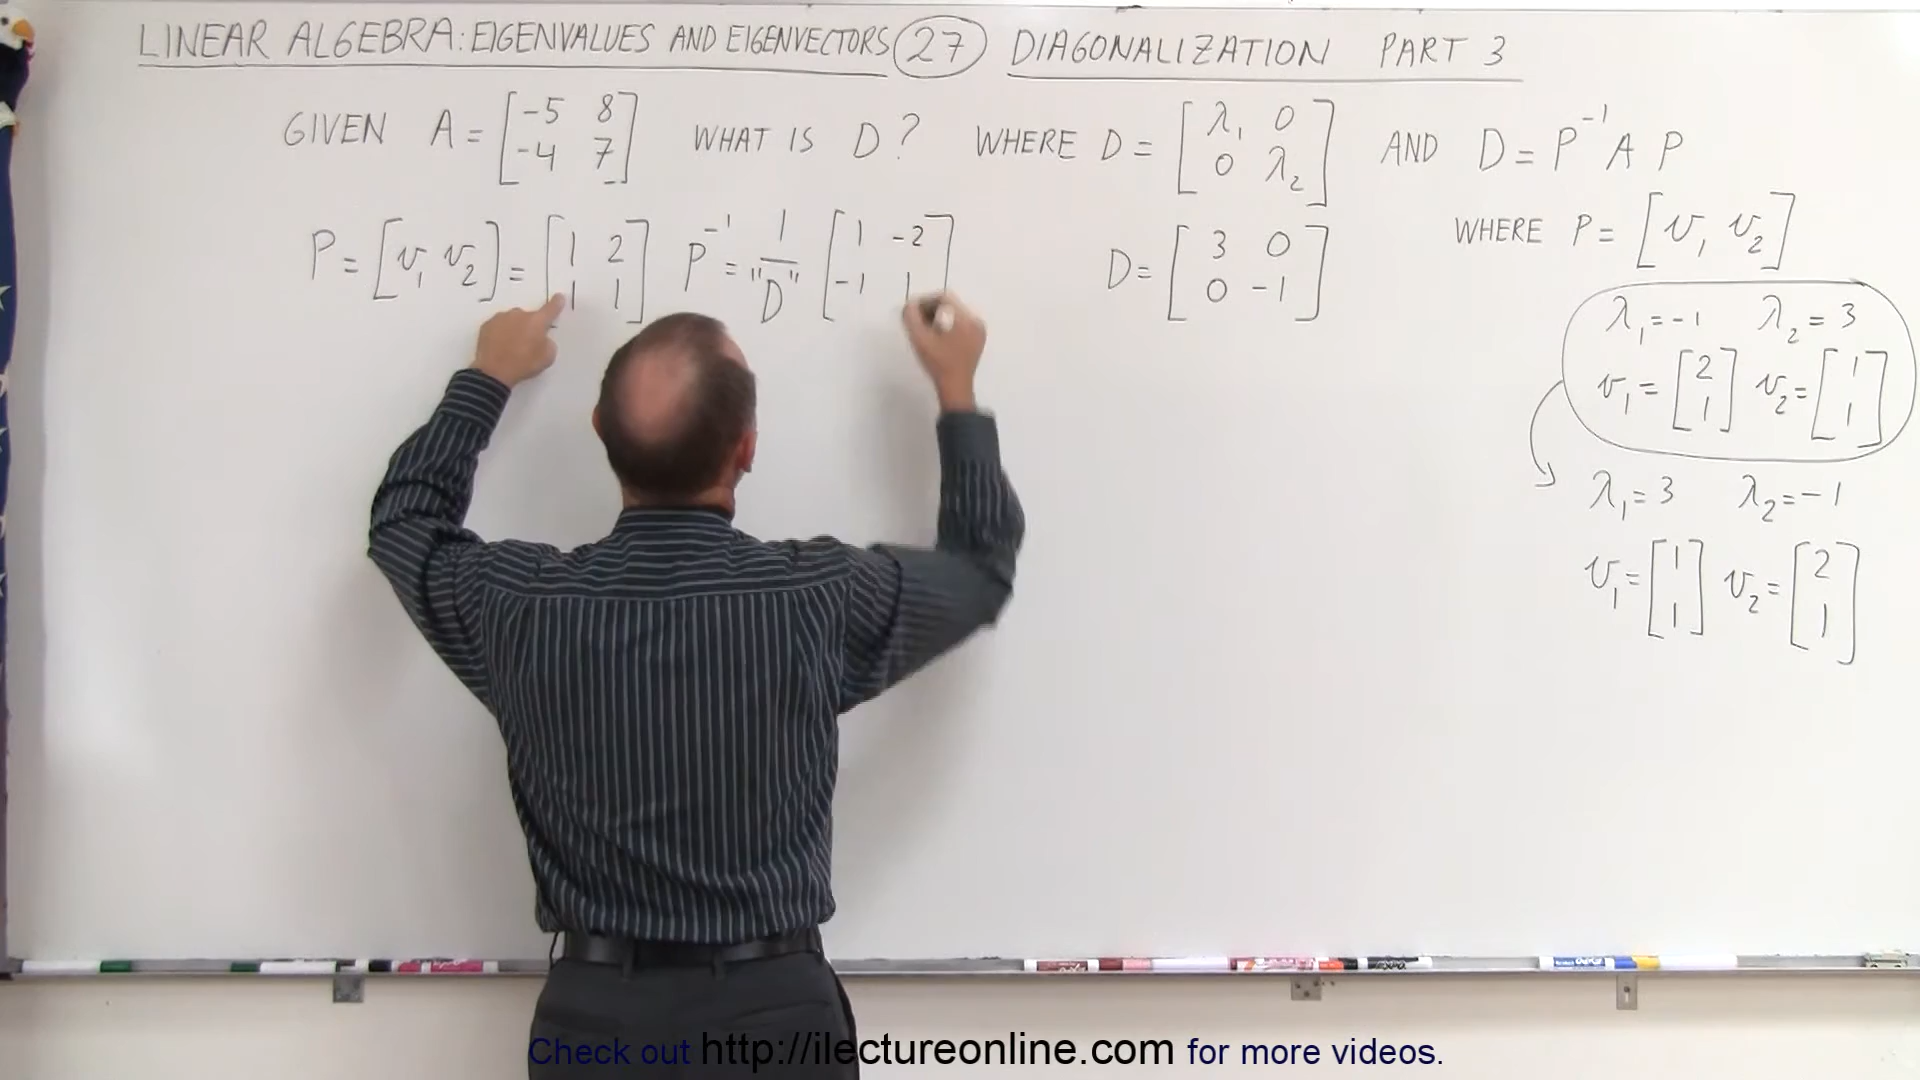 LINEAR ALGEBRA: EIGENVALUES AND EIGENVECTORS 27 DIAGONALIZATION PART 3
GIVEN A = [-5 8; -4 7] WHAT IS D? WHERE D = [λ₁ 0; 0 λ₂] AND D = P⁻¹ A P
P = [v₁ v₂] = [1 2; 1 1] P⁻¹ = 1/"D" [1 -2; -1 1] D = [3 0; 0 -1] WHERE P = [v₁ v₂]
λ₁ = -1 λ₂ = 3
v₁ = [2; 1] v₂ = [1; 1]
λ₁ = 3 λ₂ = -1
v₁ = [1; 1] v₂ = [2; 1]
Check out http://ilectureonline.com for more videos.